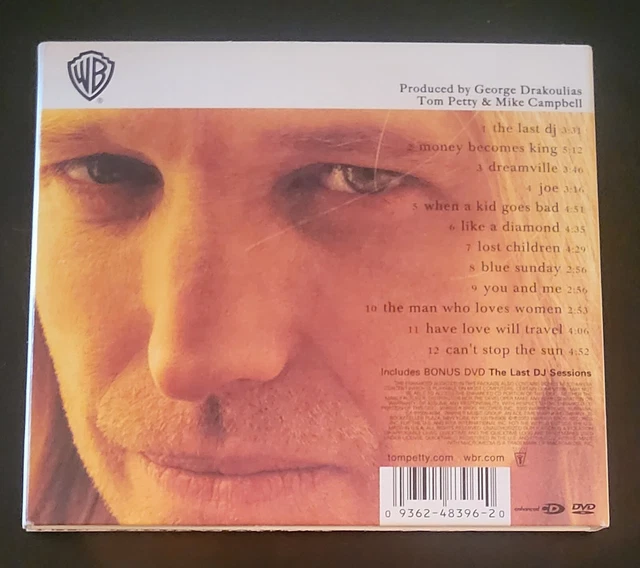 WB
®
Produced by George Drakoulias
Tom Petty & Mike Campbell
1 the last dj 3:31
2 money becomes king 5:12
3 dreamville 3:46
4 joe 3:16
5 when a kid goes bad 4:51
6 like a diamond 4:35
7 lost children 4:29
8 blue sunday 2:56
9 you and me 2:56
10 the man who loves women 2:53
11 have love will travel 4:06
12 can't stop the sun 4:52
Includes BONUS DVD The Last DJ Sessions
tompetty.com wbr.com
0 9362-48396-2 0
enhanced CD DVD